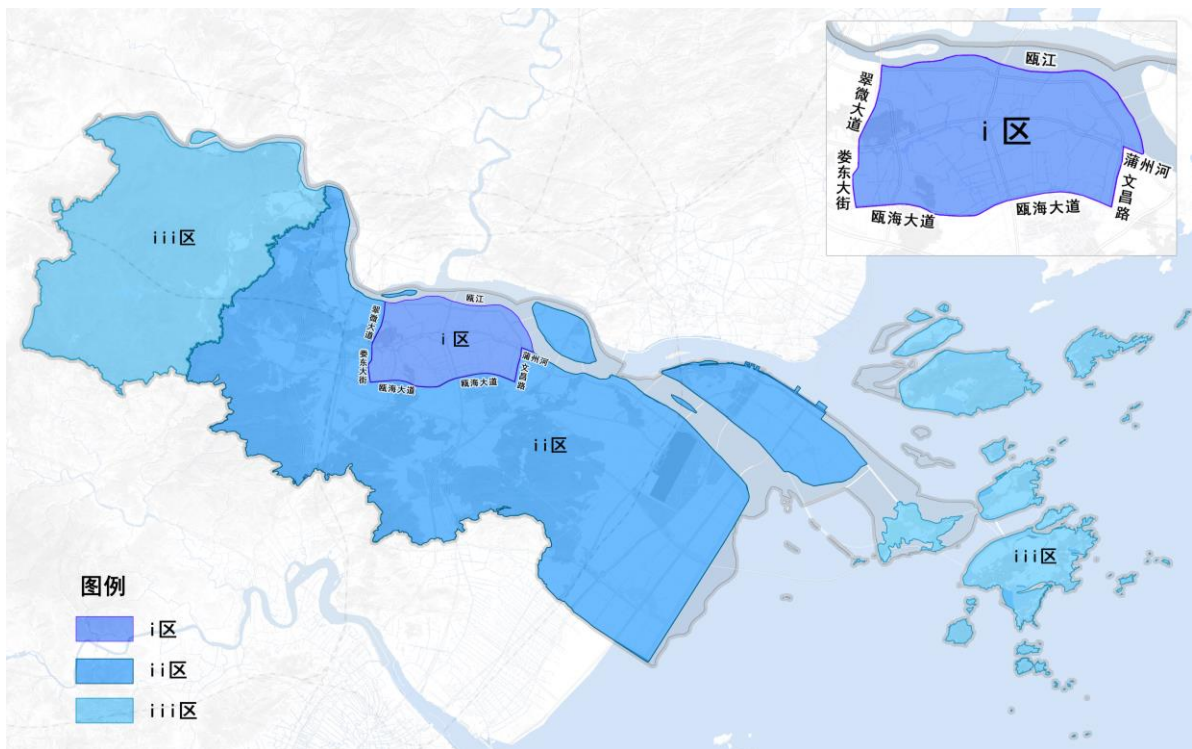 瓯江
翠微大道
i区
娄东大街
蒲州河
文昌路
瓯海大道
瓯海大道
iii区
瓯江
翠微大道
i区
蒲州河
娄东大街
文昌路
瓯海大道
瓯海大道
ii区
iii区
图例
i区
ii区
iii区